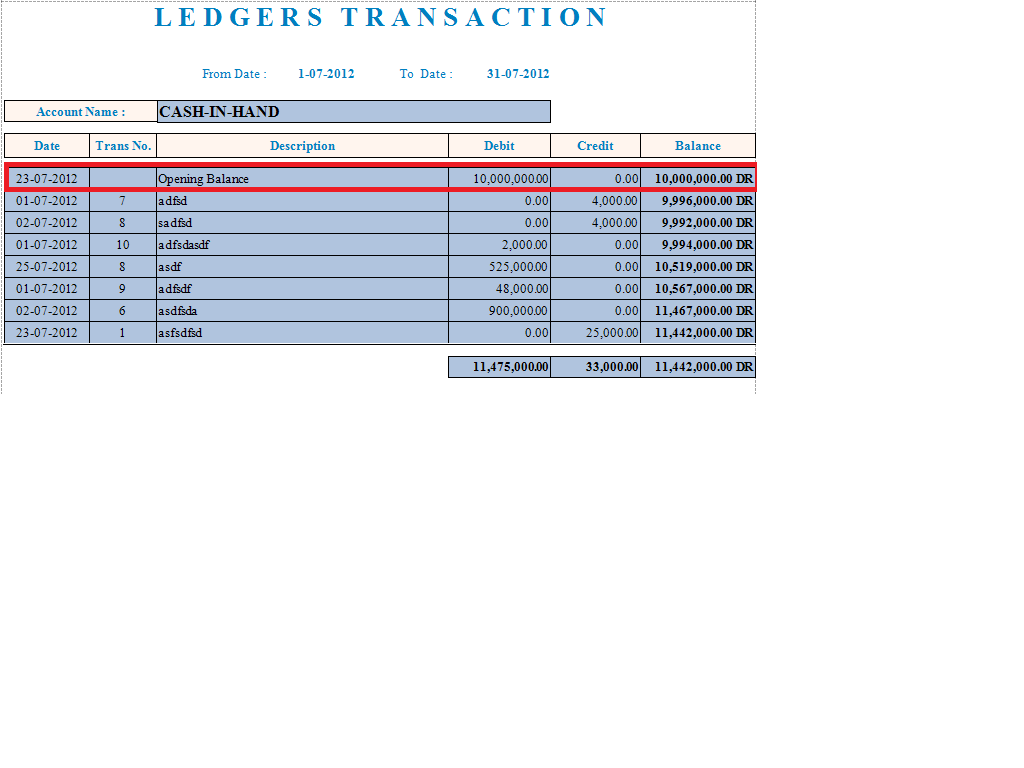 LEDGERS TRANSACTION
From Date : 1-07-2012 To Date : 31-07-2012
Account Name : CASH-IN-HAND
Date Trans No. Description Debit Credit Balance
23-07-2012 Opening Balance 10,000,000.00 0.00 10,000,000.00 DR
01-07-2012 7 adfsd 0.00 4,000.00 9,996,000.00 DR
02-07-2012 8 sadfsd 0.00 4,000.00 9,992,000.00 DR
01-07-2012 10 adfsdasdf 2,000.00 0.00 9,994,000.00 DR
25-07-2012 8 asdf 525,000.00 0.00 10,519,000.00 DR
01-07-2012 9 adfsdf 48,000.00 0.00 10,567,000.00 DR
02-07-2012 6 asdfsda 900,000.00 0.00 11,467,000.00 DR
23-07-2012 1 asfsdfsd 0.00 25,000.00 11,442,000.00 DR
11,475,000.00 33,000.00 11,442,000.00 DR